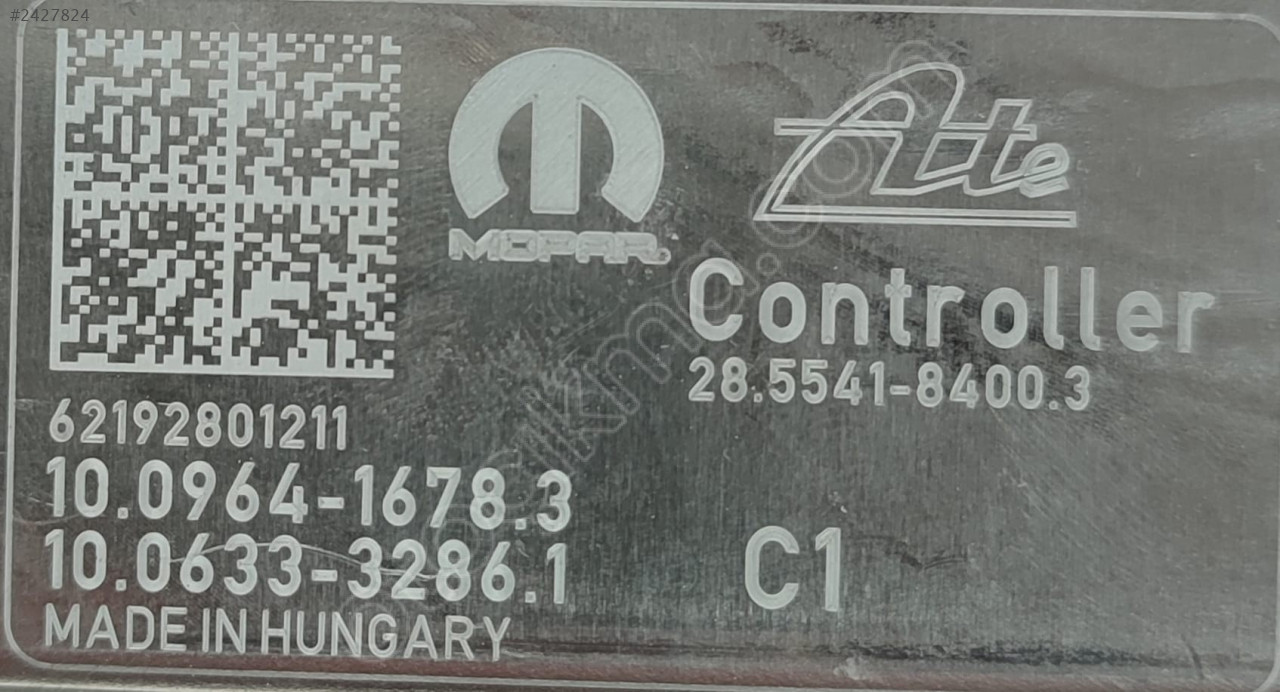 #2427824
MOPAR.
Ate
Controller
28.5541-8400.3
62192801211
10.0964-1678.3
10.0633-3286.1
C1
MADE IN HUNGARY